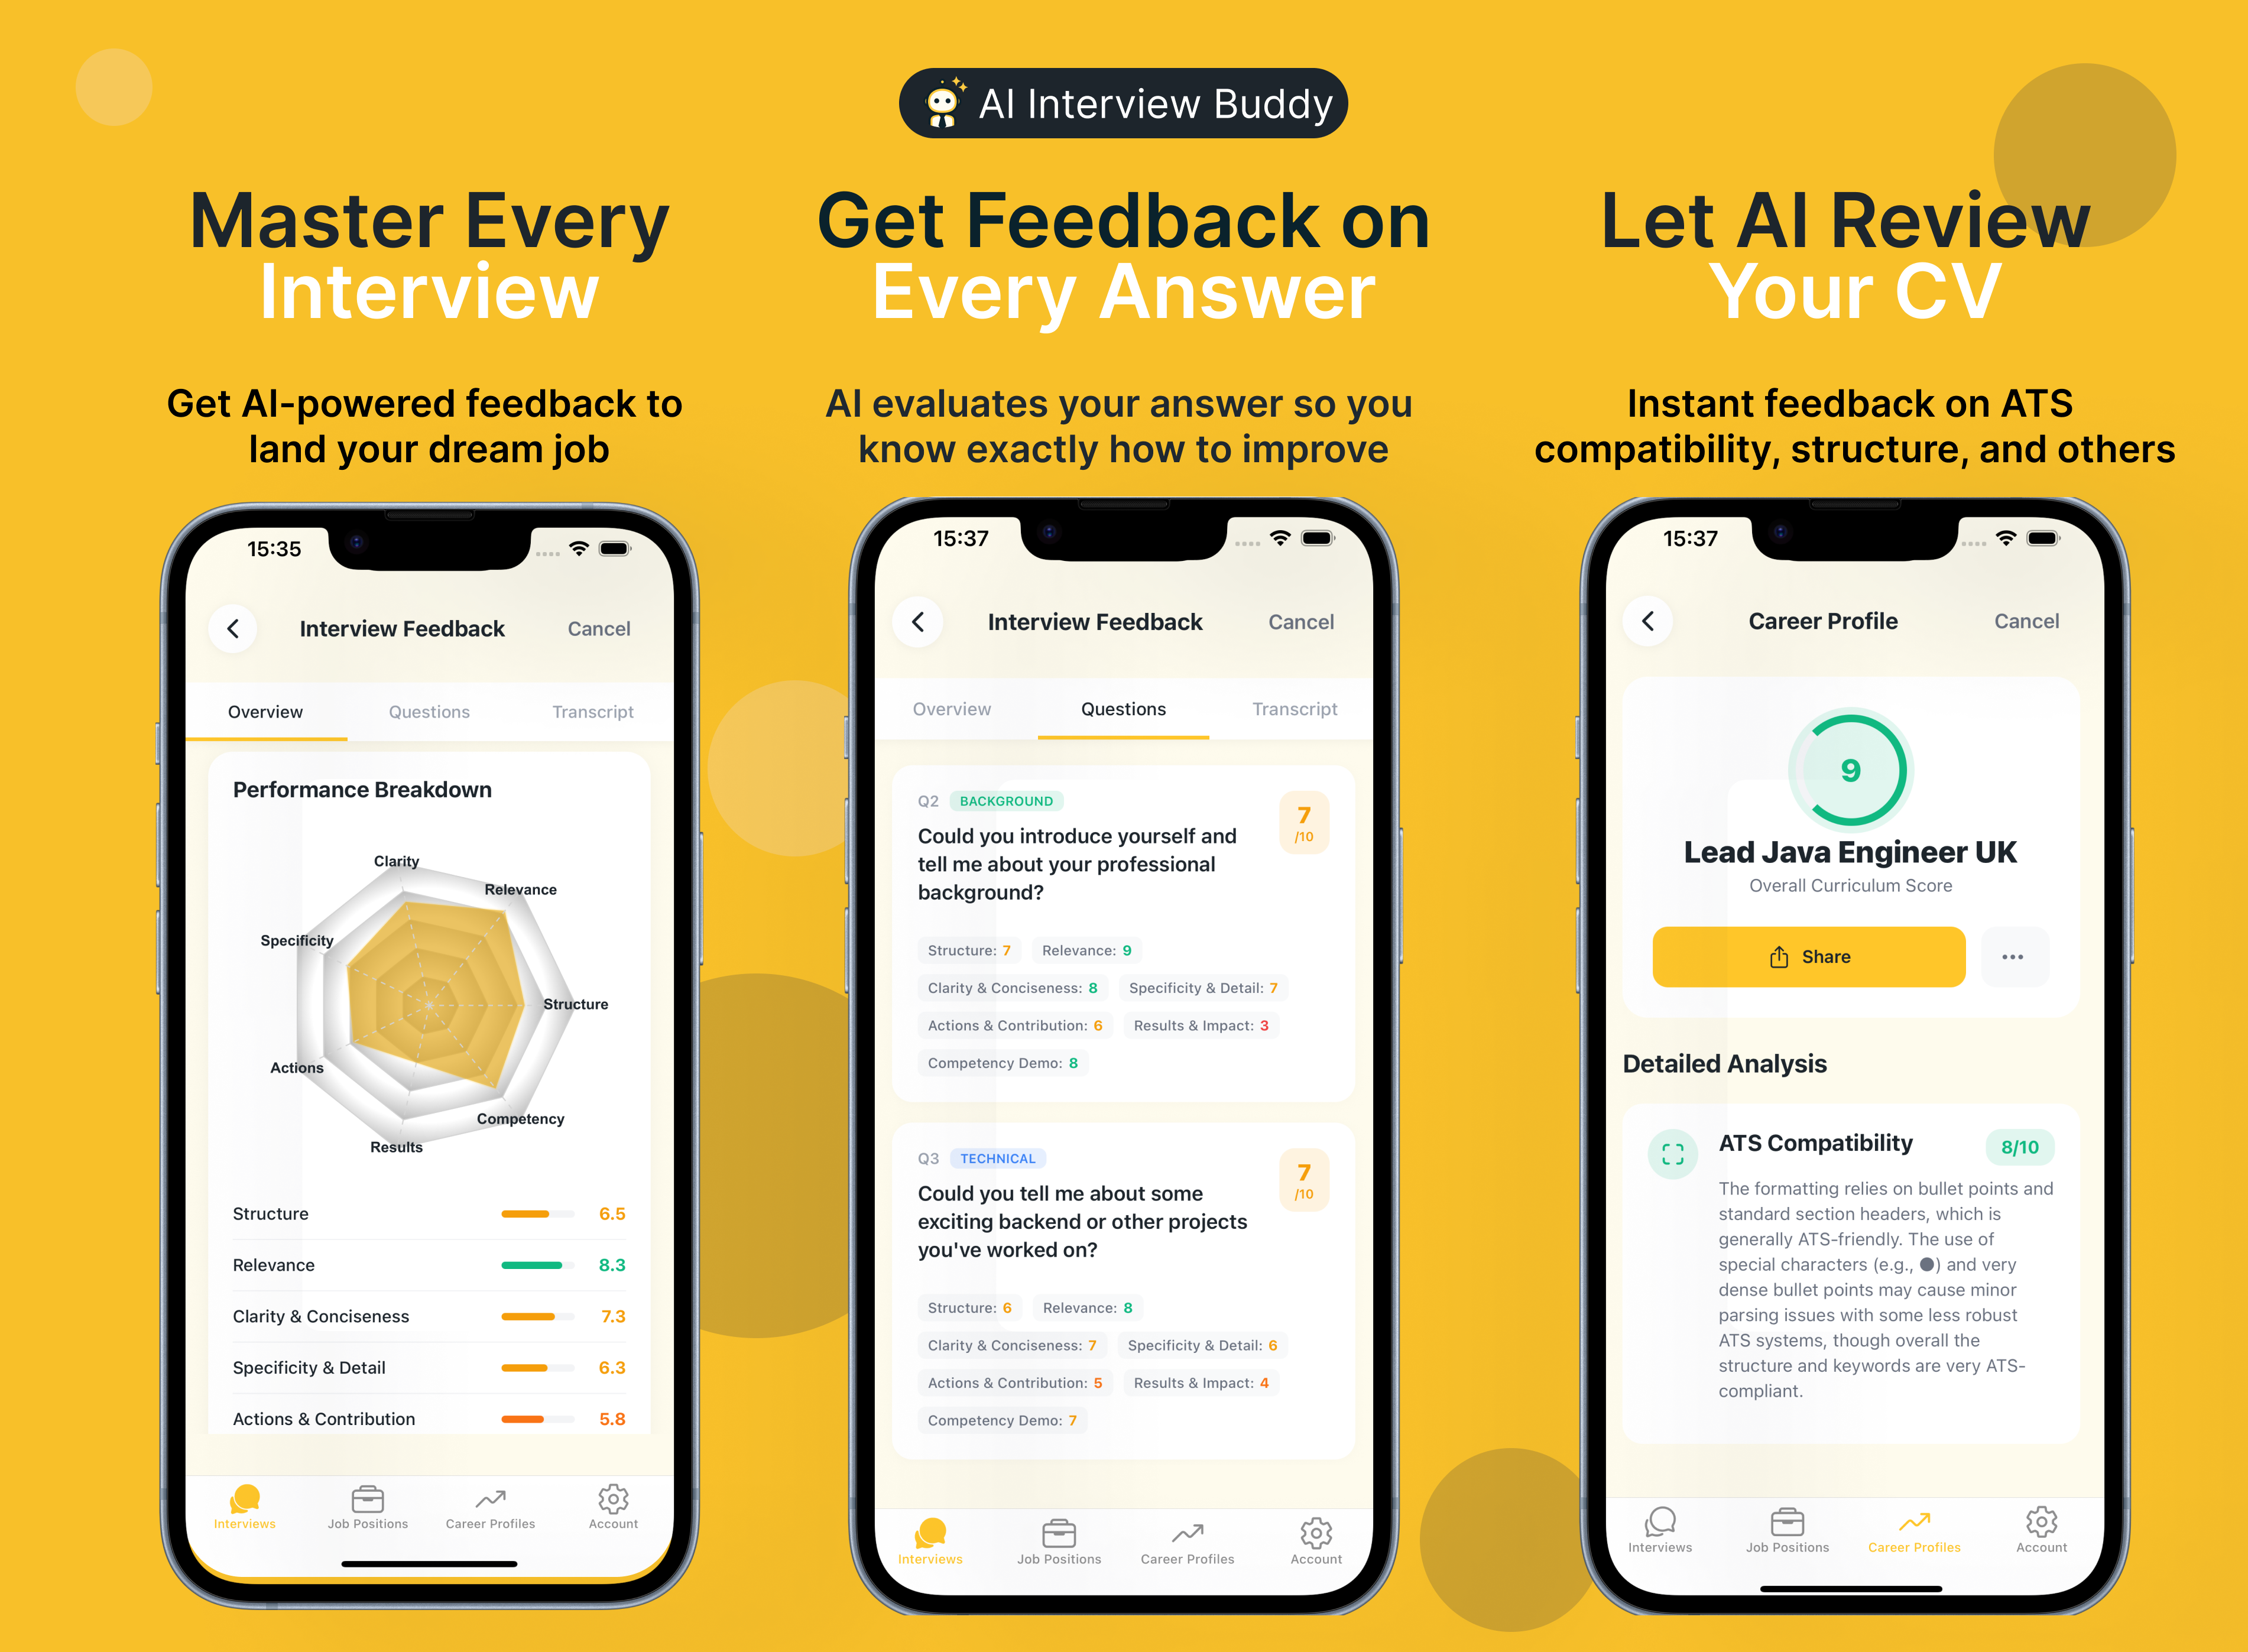 AI Interview Buddy
Master Every
Interview
Get AI-powered feedback to
land your dream job
15:35
Interview Feedback
Cancel
Overview
Questions
Transcript
Performance Breakdown
Clarity
Relevance
Specificity
Structure
Actions
Competency
Results
Structure 6.5
Relevance 8.3
Clarity & Conciseness 7.3
Specificity & Detail 6.3
Actions & Contribution 5.8
Interviews
Job Positions
Career Profiles
Account
Get Feedback on
Every Answer
AI evaluates your answer so you
know exactly how to improve
15:37
Interview Feedback
Cancel
Overview
Questions
Transcript
Q2 BACKGROUND
7
/10
Could you introduce yourself and
tell me about your professional
background?
Structure: 7 Relevance: 9
Clarity & Conciseness: 8 Specificity & Detail: 7
Actions & Contribution: 6 Results & Impact: 3
Competency Demo: 8
Q3 TECHNICAL
7
/10
Could you tell me about some
exciting backend or other projects
you've worked on?
Structure: 6 Relevance: 8
Clarity & Conciseness: 7 Specificity & Detail: 6
Actions & Contribution: 5 Results & Impact: 4
Competency Demo: 7
Interviews
Job Positions
Career Profiles
Account
Let AI Review
Your CV
Instant feedback on ATS
compatibility, structure, and others
15:37
Career Profile
Cancel
9
Lead Java Engineer UK
Overall Curriculum Score
Share
Detailed Analysis
ATS Compatibility
8/10
The formatting relies on bullet points and
standard section headers, which is
generally ATS-friendly. The use of
special characters (e.g., ●) and very
dense bullet points may cause minor
parsing issues with some less robust
ATS systems, though overall the
structure and keywords are very ATS-
compliant.
Interviews
Job Positions
Career Profiles
Account